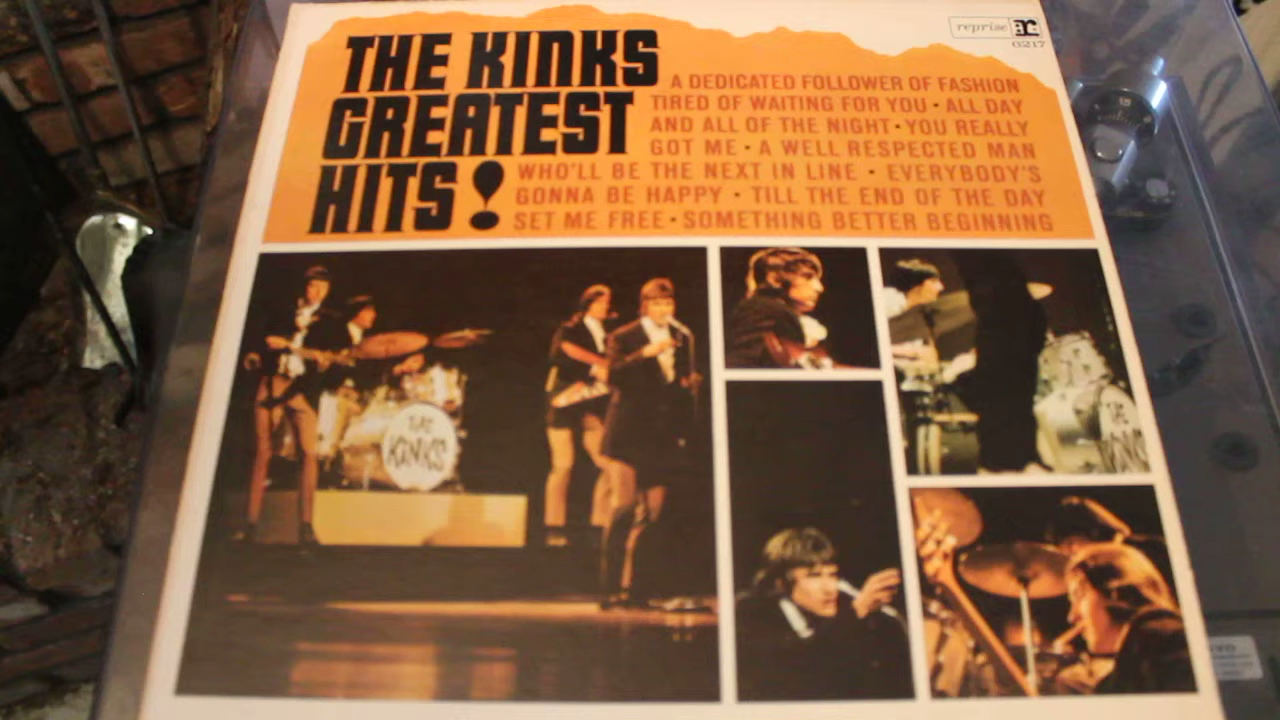 reprise R
6217
THE KINKS
GREATEST
HITS!
A DEDICATED FOLLOWER OF FASHION
TIRED OF WAITING FOR YOU • ALL DAY
AND ALL OF THE NIGHT • YOU REALLY
GOT ME • A WELL RESPECTED MAN
WHO'LL BE THE NEXT IN LINE • EVERYBODY'S
GONNA BE HAPPY • TILL THE END OF THE DAY
SET ME FREE • SOMETHING BETTER BEGINNING
THE
KINKS
THE
KINKS